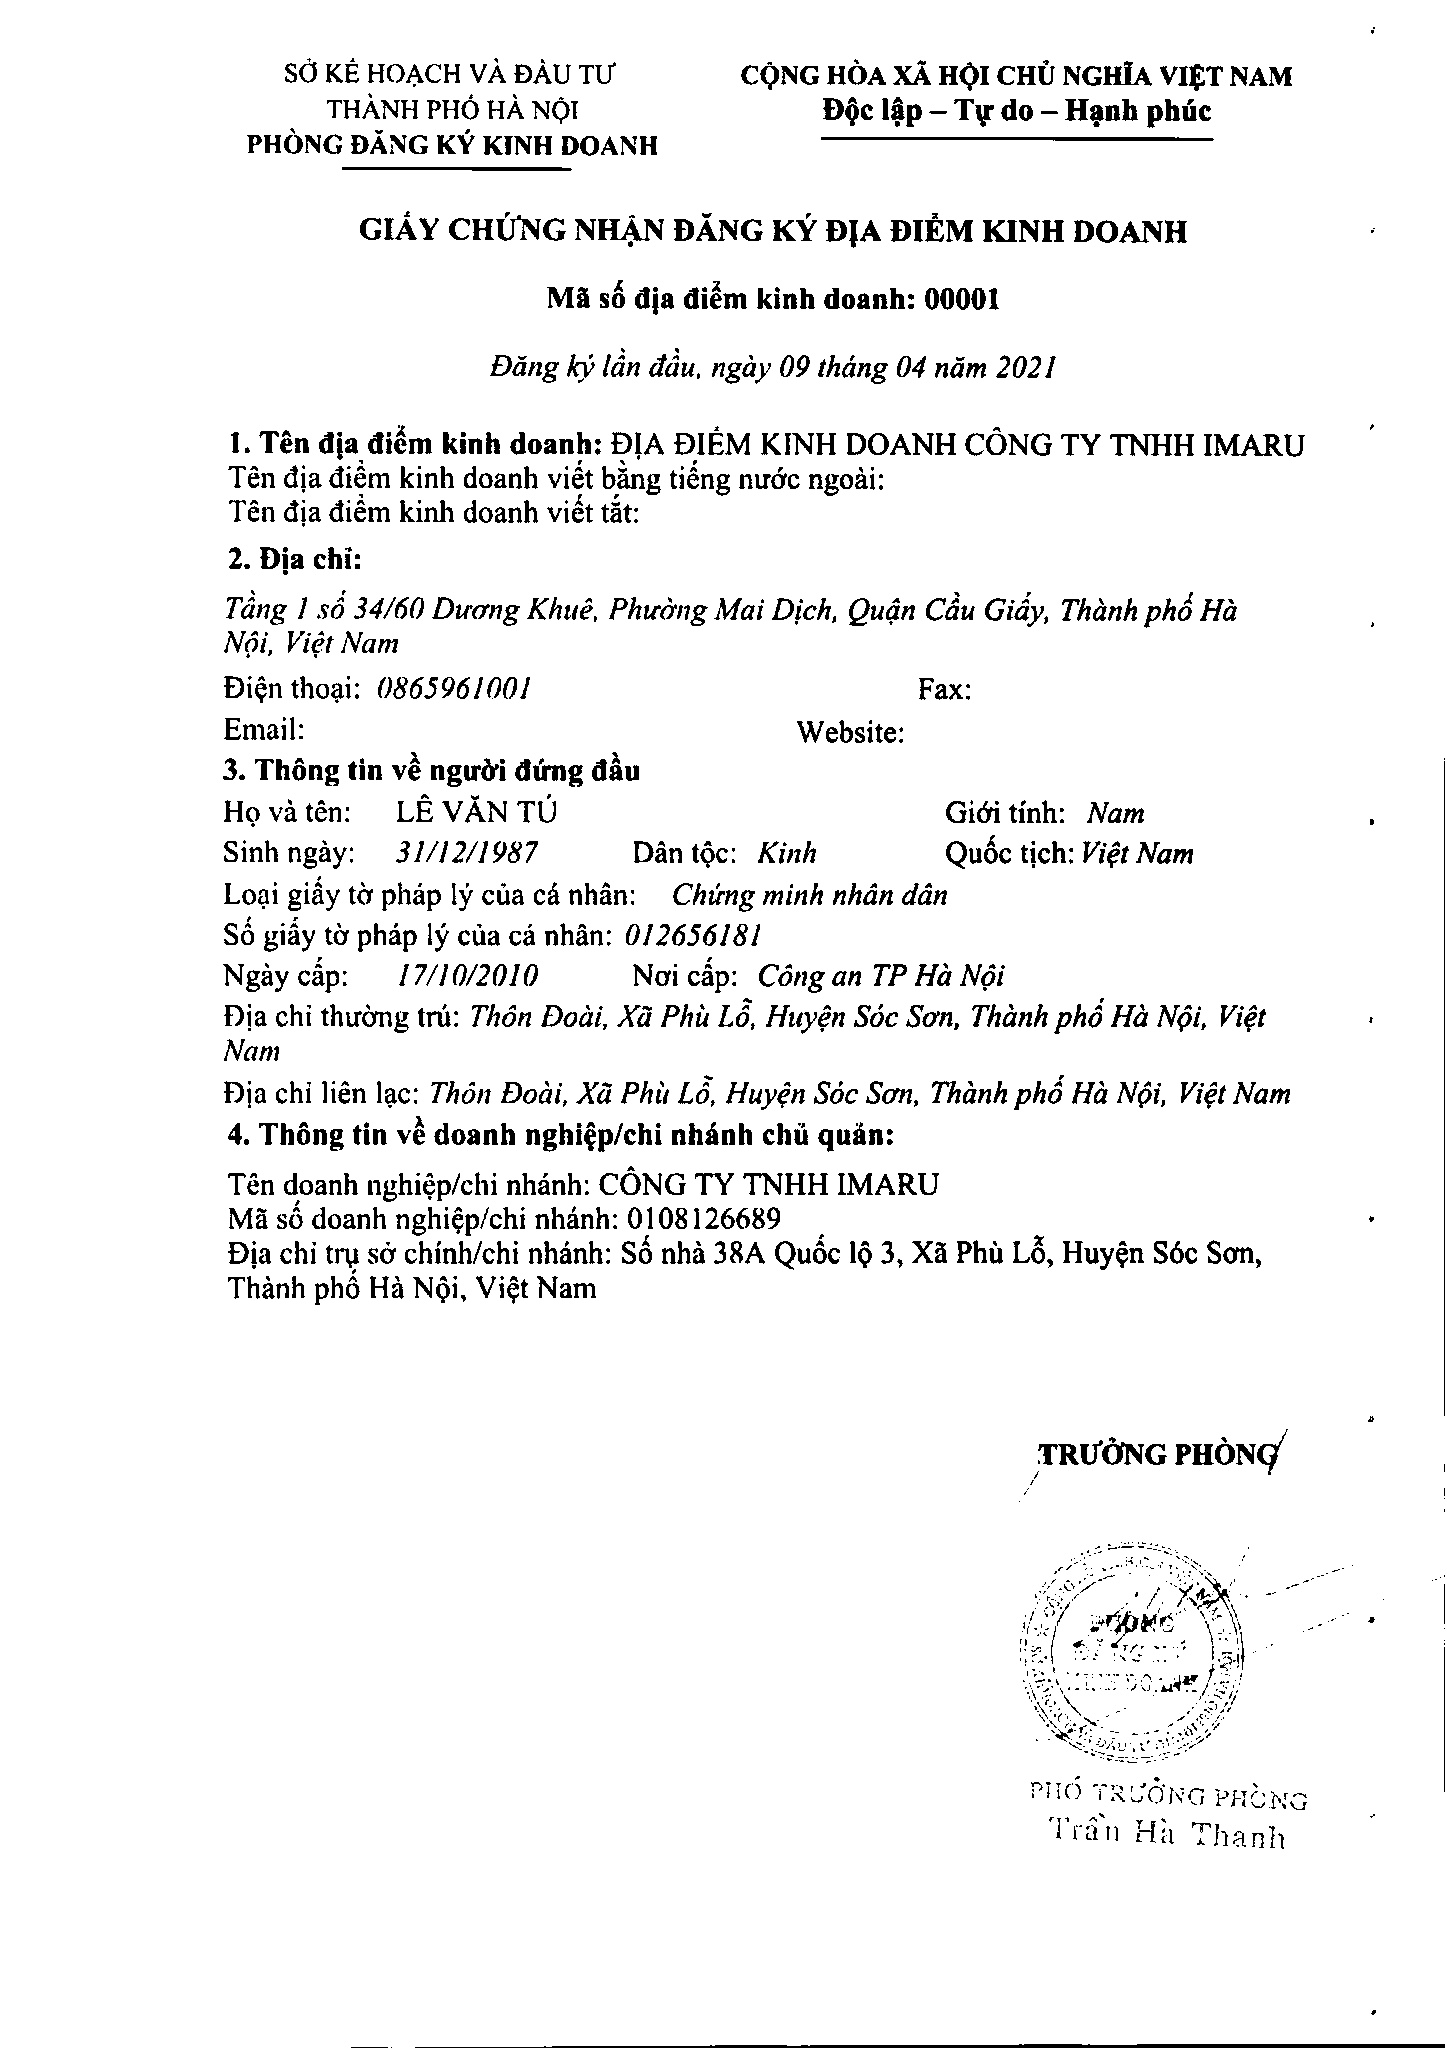 SỞ KẾ HOẠCH VÀ ĐẦU TƯ
THÀNH PHỐ HÀ NỘI
PHÒNG ĐĂNG KÝ KINH DOANH
CỘNG HÒA XÃ HỘI CHỦ NGHĨA VIỆT NAM
Độc lập – Tự do – Hạnh phúc
GIẤY CHỨNG NHẬN ĐĂNG KÝ ĐỊA ĐIỂM KINH DOANH
Mã số địa điểm kinh doanh: 00001
Đăng ký lần đầu, ngày 09 tháng 04 năm 2021
1. Tên địa điểm kinh doanh: ĐỊA ĐIỂM KINH DOANH CÔNG TY TNHH IMARU
Tên địa điểm kinh doanh viết bằng tiếng nước ngoài:
Tên địa điểm kinh doanh viết tắt:
2. Địa chỉ:
Tầng 1 số 34/60 Dương Khuê, Phường Mai Dịch, Quận Cầu Giấy, Thành phố Hà
Nội, Việt Nam
Điện thoại: 0865961001 Fax:
Email: Website:
3. Thông tin về người đứng đầu
Họ và tên: LÊ VĂN TÚ Giới tính: Nam
Sinh ngày: 31/12/1987 Dân tộc: Kinh Quốc tịch: Việt Nam
Loại giấy tờ pháp lý của cá nhân: Chứng minh nhân dân
Số giấy tờ pháp lý của cá nhân: 012656181
Ngày cấp: 17/10/2010 Nơi cấp: Công an TP Hà Nội
Địa chỉ thường trú: Thôn Đoài, Xã Phù Lỗ, Huyện Sóc Sơn, Thành phố Hà Nội, Việt
Nam
Địa chỉ liên lạc: Thôn Đoài, Xã Phù Lỗ, Huyện Sóc Sơn, Thành phố Hà Nội, Việt Nam
4. Thông tin về doanh nghiệp/chi nhánh chủ quản:
Tên doanh nghiệp/chi nhánh: CÔNG TY TNHH IMARU
Mã số doanh nghiệp/chi nhánh: 0108126689
Địa chỉ trụ sở chính/chi nhánh: Số nhà 38A Quốc lộ 3, Xã Phù Lỗ, Huyện Sóc Sơn,
Thành phố Hà Nội, Việt Nam
TRƯỞNG PHÒNG
PHÒNG
ĐĂNG KÝ
KINH DOANH
PHÓ TRƯỞNG PHÒNG
Trần Hà Thanh